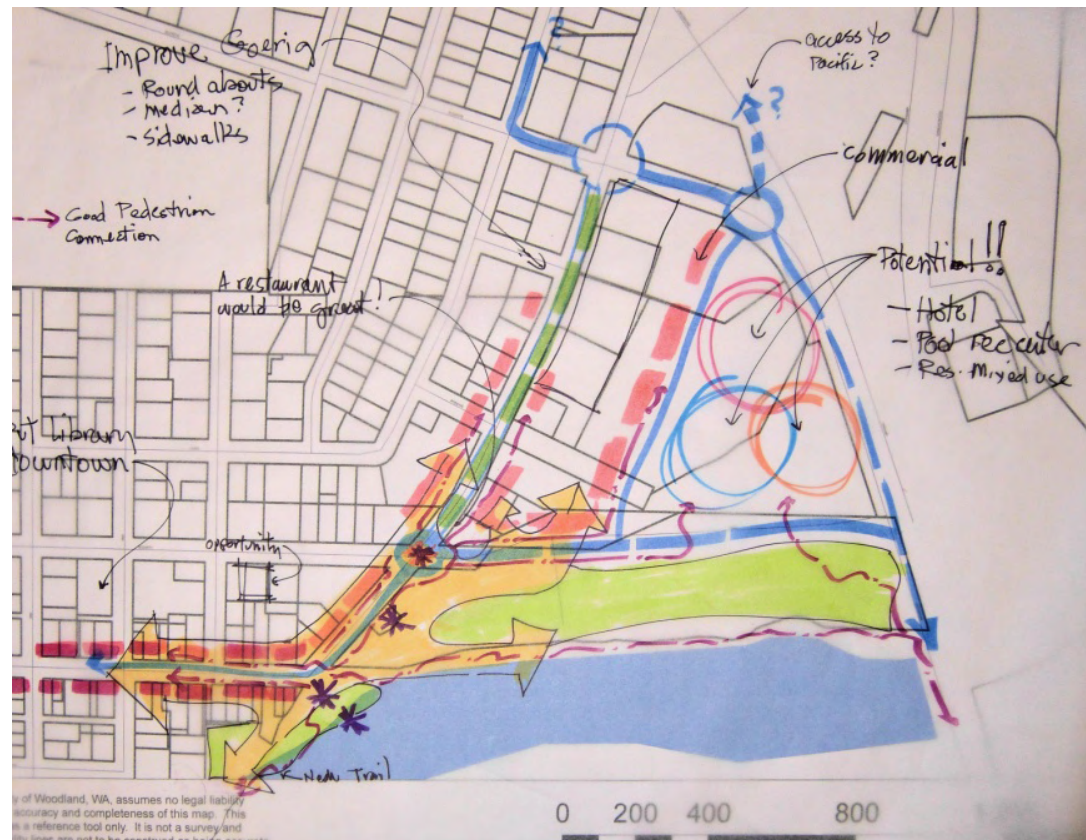 Improve Goerig
- Round abouts
- median?
- sidewalks
?
access to
Pacific?
?
commercial
Good Pedestrian
Connection
A restaurant
would be great!
Potential!!
- Hotel
- Pool rec center
- Res. Mixed use
Library
Downtown
opportunity
New Trail
y of Woodland, WA, assumes no legal liability
accuracy and completeness of this map. This
s a reference tool only. It is not a survey and
0 200 400 800